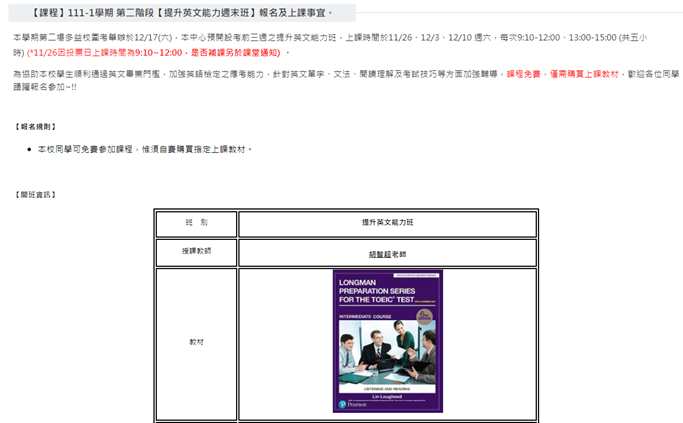 【課程】111-1學期 第二階段【提升英文能力週末班】報名及上課事宜。
本學期第二場多益校園考舉辦於12/17(六)，本中心預開設考前三週之提升英文能力班，上課時間於11/26、12/3、12/10 週六，每次9:10-12:00、13:00-15:00 (共五小
時) (*11/26因投票日上課時間為9:10~12:00，是否補課另於課堂通知) 。
為協助本校學生順利通過英文畢業門檻，加強英語檢定之應考能力，針對英文單字、文法、閱讀理解及考試技巧等方面加強輔導，課程免費，僅需購買上課教材，歡迎各位同學
踴躍報名參加~!!
【報名規則】
• 本校同學可免費參加課程，惟須自費購買指定上課教材。
【開班資訊】
班 別
提升英文能力班
授課教師
胡智超老師
教材
LONGMAN
PREPARATION SERIES
FOR THE TOEIC® TEST
INTERMEDIATE COURSE
LISTENING AND READING
Lin Lougheed
Pearson